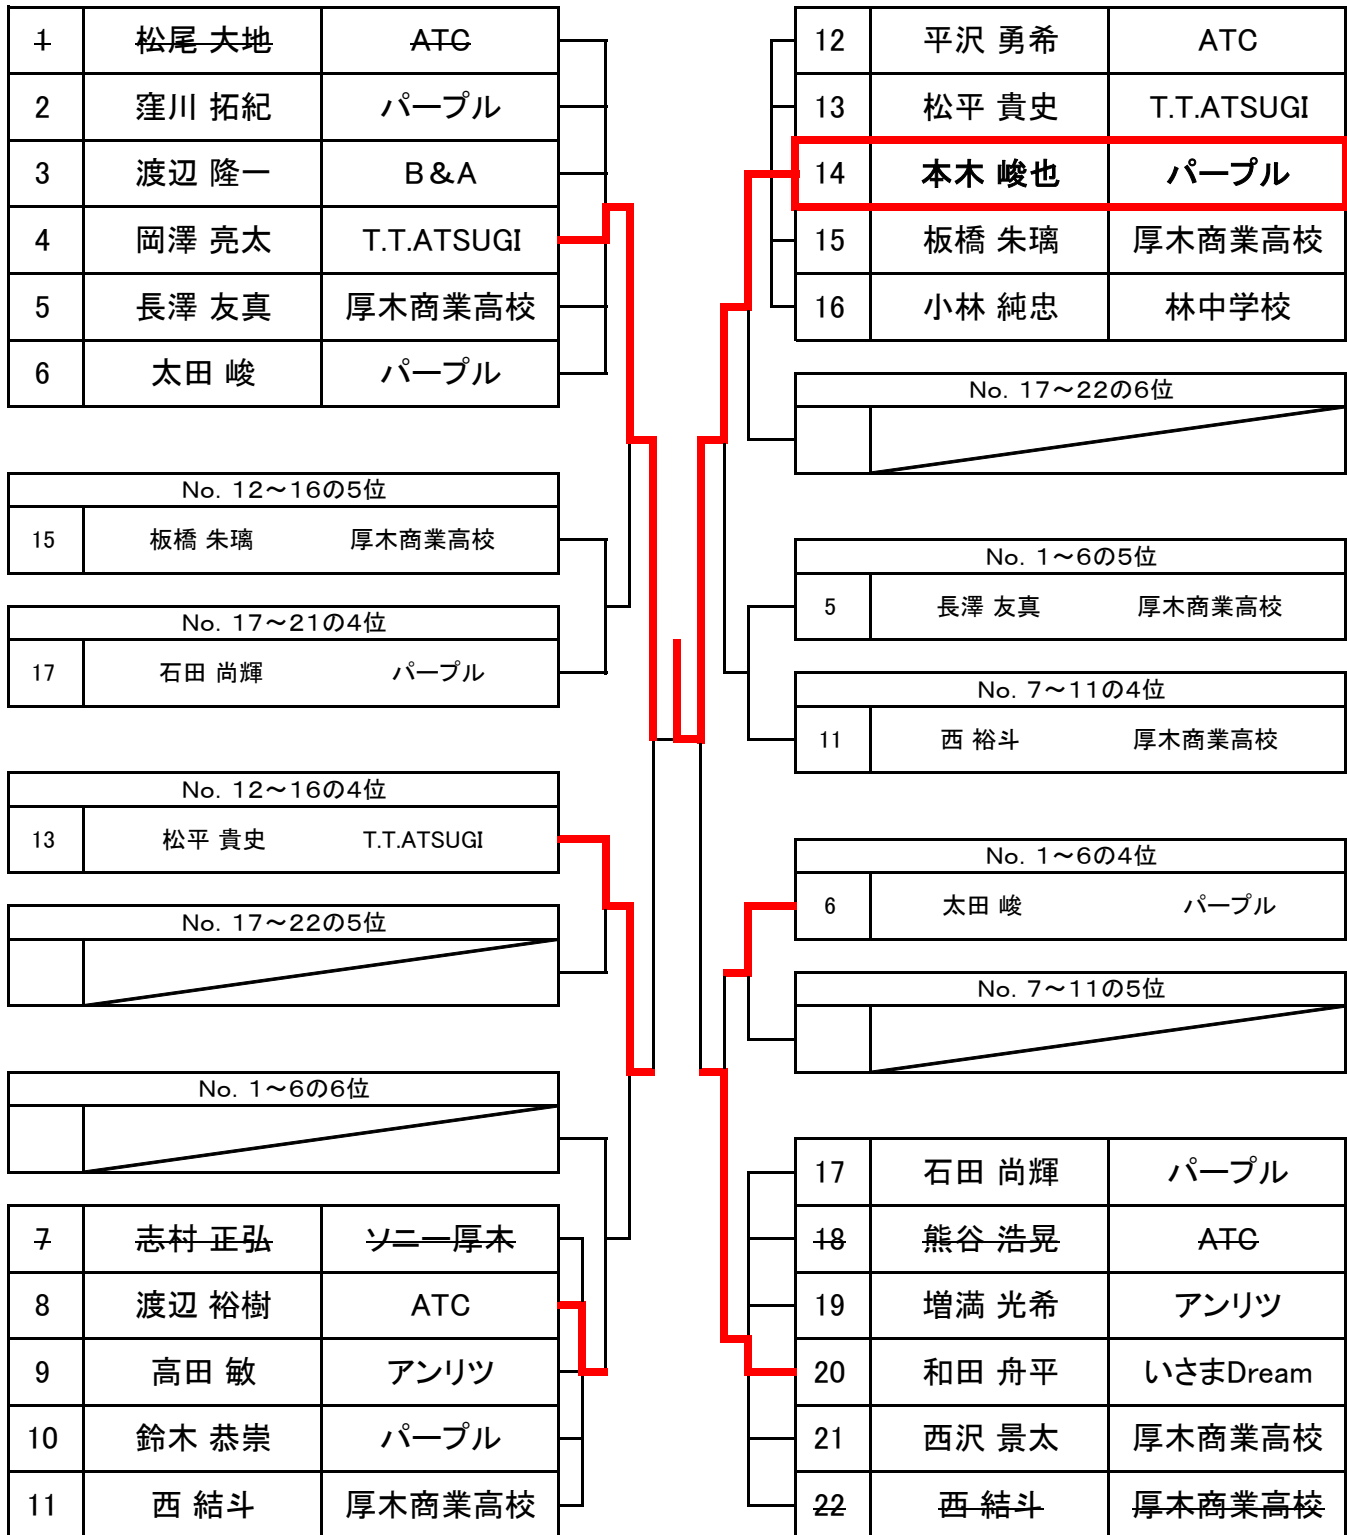 1 松尾 大地 ATC
2 窪川 拓紀 パープル
3 渡辺 隆一 B&A
4 岡澤 亮太 T.T.ATSUGI
5 長澤 友真 厚木商業高校
6 太田 峻 パープル
No. 12～16の5位
15 板橋 朱璃 厚木商業高校
No. 17～21の4位
17 石田 尚輝 パープル
No. 12～16の4位
13 松平 貴史 T.T.ATSUGI
No. 17～22の5位
No. 1～6の6位
7 志村 正弘 ソニー厚木
8 渡辺 裕樹 ATC
9 高田 敏 アンリツ
10 鈴木 恭崇 パープル
11 西 結斗 厚木商業高校
12 平沢 勇希 ATC
13 松平 貴史 T.T.ATSUGI
14 本木 峻也 パープル
15 板橋 朱璃 厚木商業高校
16 小林 純忠 林中学校
No. 17～22の6位
No. 1～6の5位
5 長澤 友真 厚木商業高校
No. 7～11の4位
11 西 裕斗 厚木商業高校
No. 1～6の4位
6 太田 峻 パープル
No. 7～11の5位
17 石田 尚輝 パープル
18 熊谷 浩晃 ATC
19 増満 光希 アンリツ
20 和田 舟平 いさまDream
21 西沢 景太 厚木商業高校
22 西 結斗 厚木商業高校